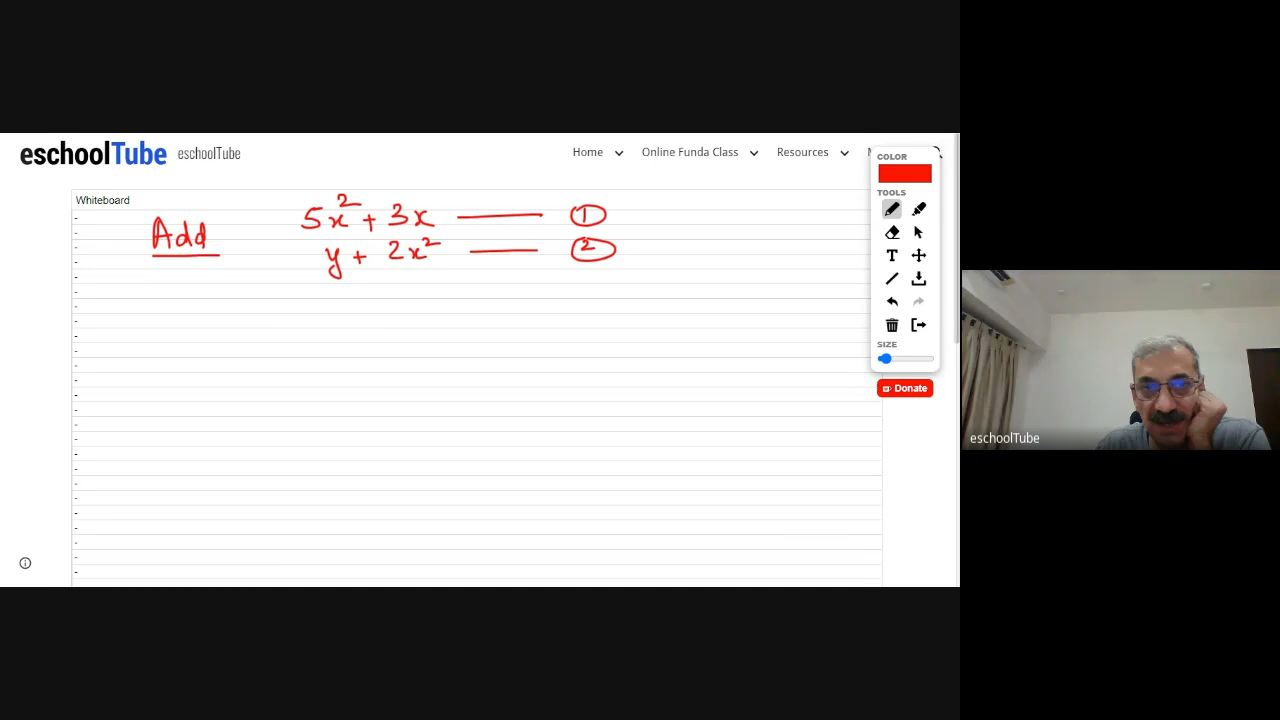 eschoolTube eschoolTube Home Online Funda Class Resources M
COLOR
TOOLS
Whiteboard
Add 5x² + 3x —— ①
y + 2x² —— ②
T
SIZE
Donate
eschoolTube